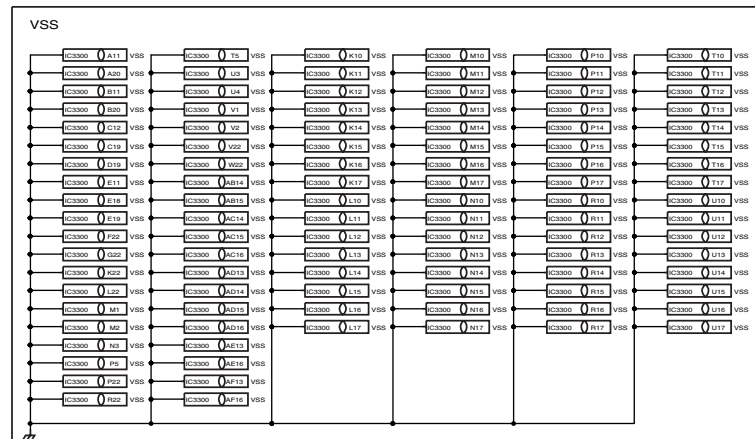 VSS
IC3300 A11 VSS IC3300 T5 VSS IC3300 K10 VSS IC3300 M10 VSS IC3300 P10 VSS IC3300 T10 VSS
IC3300 A20 VSS IC3300 U3 VSS IC3300 K11 VSS IC3300 M11 VSS IC3300 P11 VSS IC3300 T11 VSS
IC3300 B11 VSS IC3300 U4 VSS IC3300 K12 VSS IC3300 M12 VSS IC3300 P12 VSS IC3300 T12 VSS
IC3300 B20 VSS IC3300 V1 VSS IC3300 K13 VSS IC3300 M13 VSS IC3300 P13 VSS IC3300 T13 VSS
IC3300 C12 VSS IC3300 V2 VSS IC3300 K14 VSS IC3300 M14 VSS IC3300 P14 VSS IC3300 T14 VSS
IC3300 C19 VSS IC3300 V22 VSS IC3300 K15 VSS IC3300 M15 VSS IC3300 P15 VSS IC3300 T15 VSS
IC3300 D19 VSS IC3300 W22 VSS IC3300 K16 VSS IC3300 M16 VSS IC3300 P16 VSS IC3300 T16 VSS
IC3300 E11 VSS IC3300 AB14 VSS IC3300 K17 VSS IC3300 M17 VSS IC3300 P17 VSS IC3300 T17 VSS
IC3300 E18 VSS IC3300 AB15 VSS IC3300 L10 VSS IC3300 N10 VSS IC3300 R10 VSS IC3300 U10 VSS
IC3300 E19 VSS IC3300 AC14 VSS IC3300 L11 VSS IC3300 N11 VSS IC3300 R11 VSS IC3300 U11 VSS
IC3300 F22 VSS IC3300 AC15 VSS IC3300 L12 VSS IC3300 N12 VSS IC3300 R12 VSS IC3300 U12 VSS
IC3300 G22 VSS IC3300 AC16 VSS IC3300 L13 VSS IC3300 N13 VSS IC3300 R13 VSS IC3300 U13 VSS
IC3300 K22 VSS IC3300 AD13 VSS IC3300 L14 VSS IC3300 N14 VSS IC3300 R14 VSS IC3300 U14 VSS
IC3300 L22 VSS IC3300 AD14 VSS IC3300 L15 VSS IC3300 N15 VSS IC3300 R15 VSS IC3300 U15 VSS
IC3300 M1 VSS IC3300 AD15 VSS IC3300 L16 VSS IC3300 N16 VSS IC3300 R16 VSS IC3300 U16 VSS
IC3300 M2 VSS IC3300 AD16 VSS IC3300 L17 VSS IC3300 N17 VSS IC3300 R17 VSS IC3300 U17 VSS
IC3300 N3 VSS IC3300 AE13 VSS
IC3300 P5 VSS IC3300 AE16 VSS
IC3300 P22 VSS IC3300 AF13 VSS
IC3300 R22 VSS IC3300 AF16 VSS